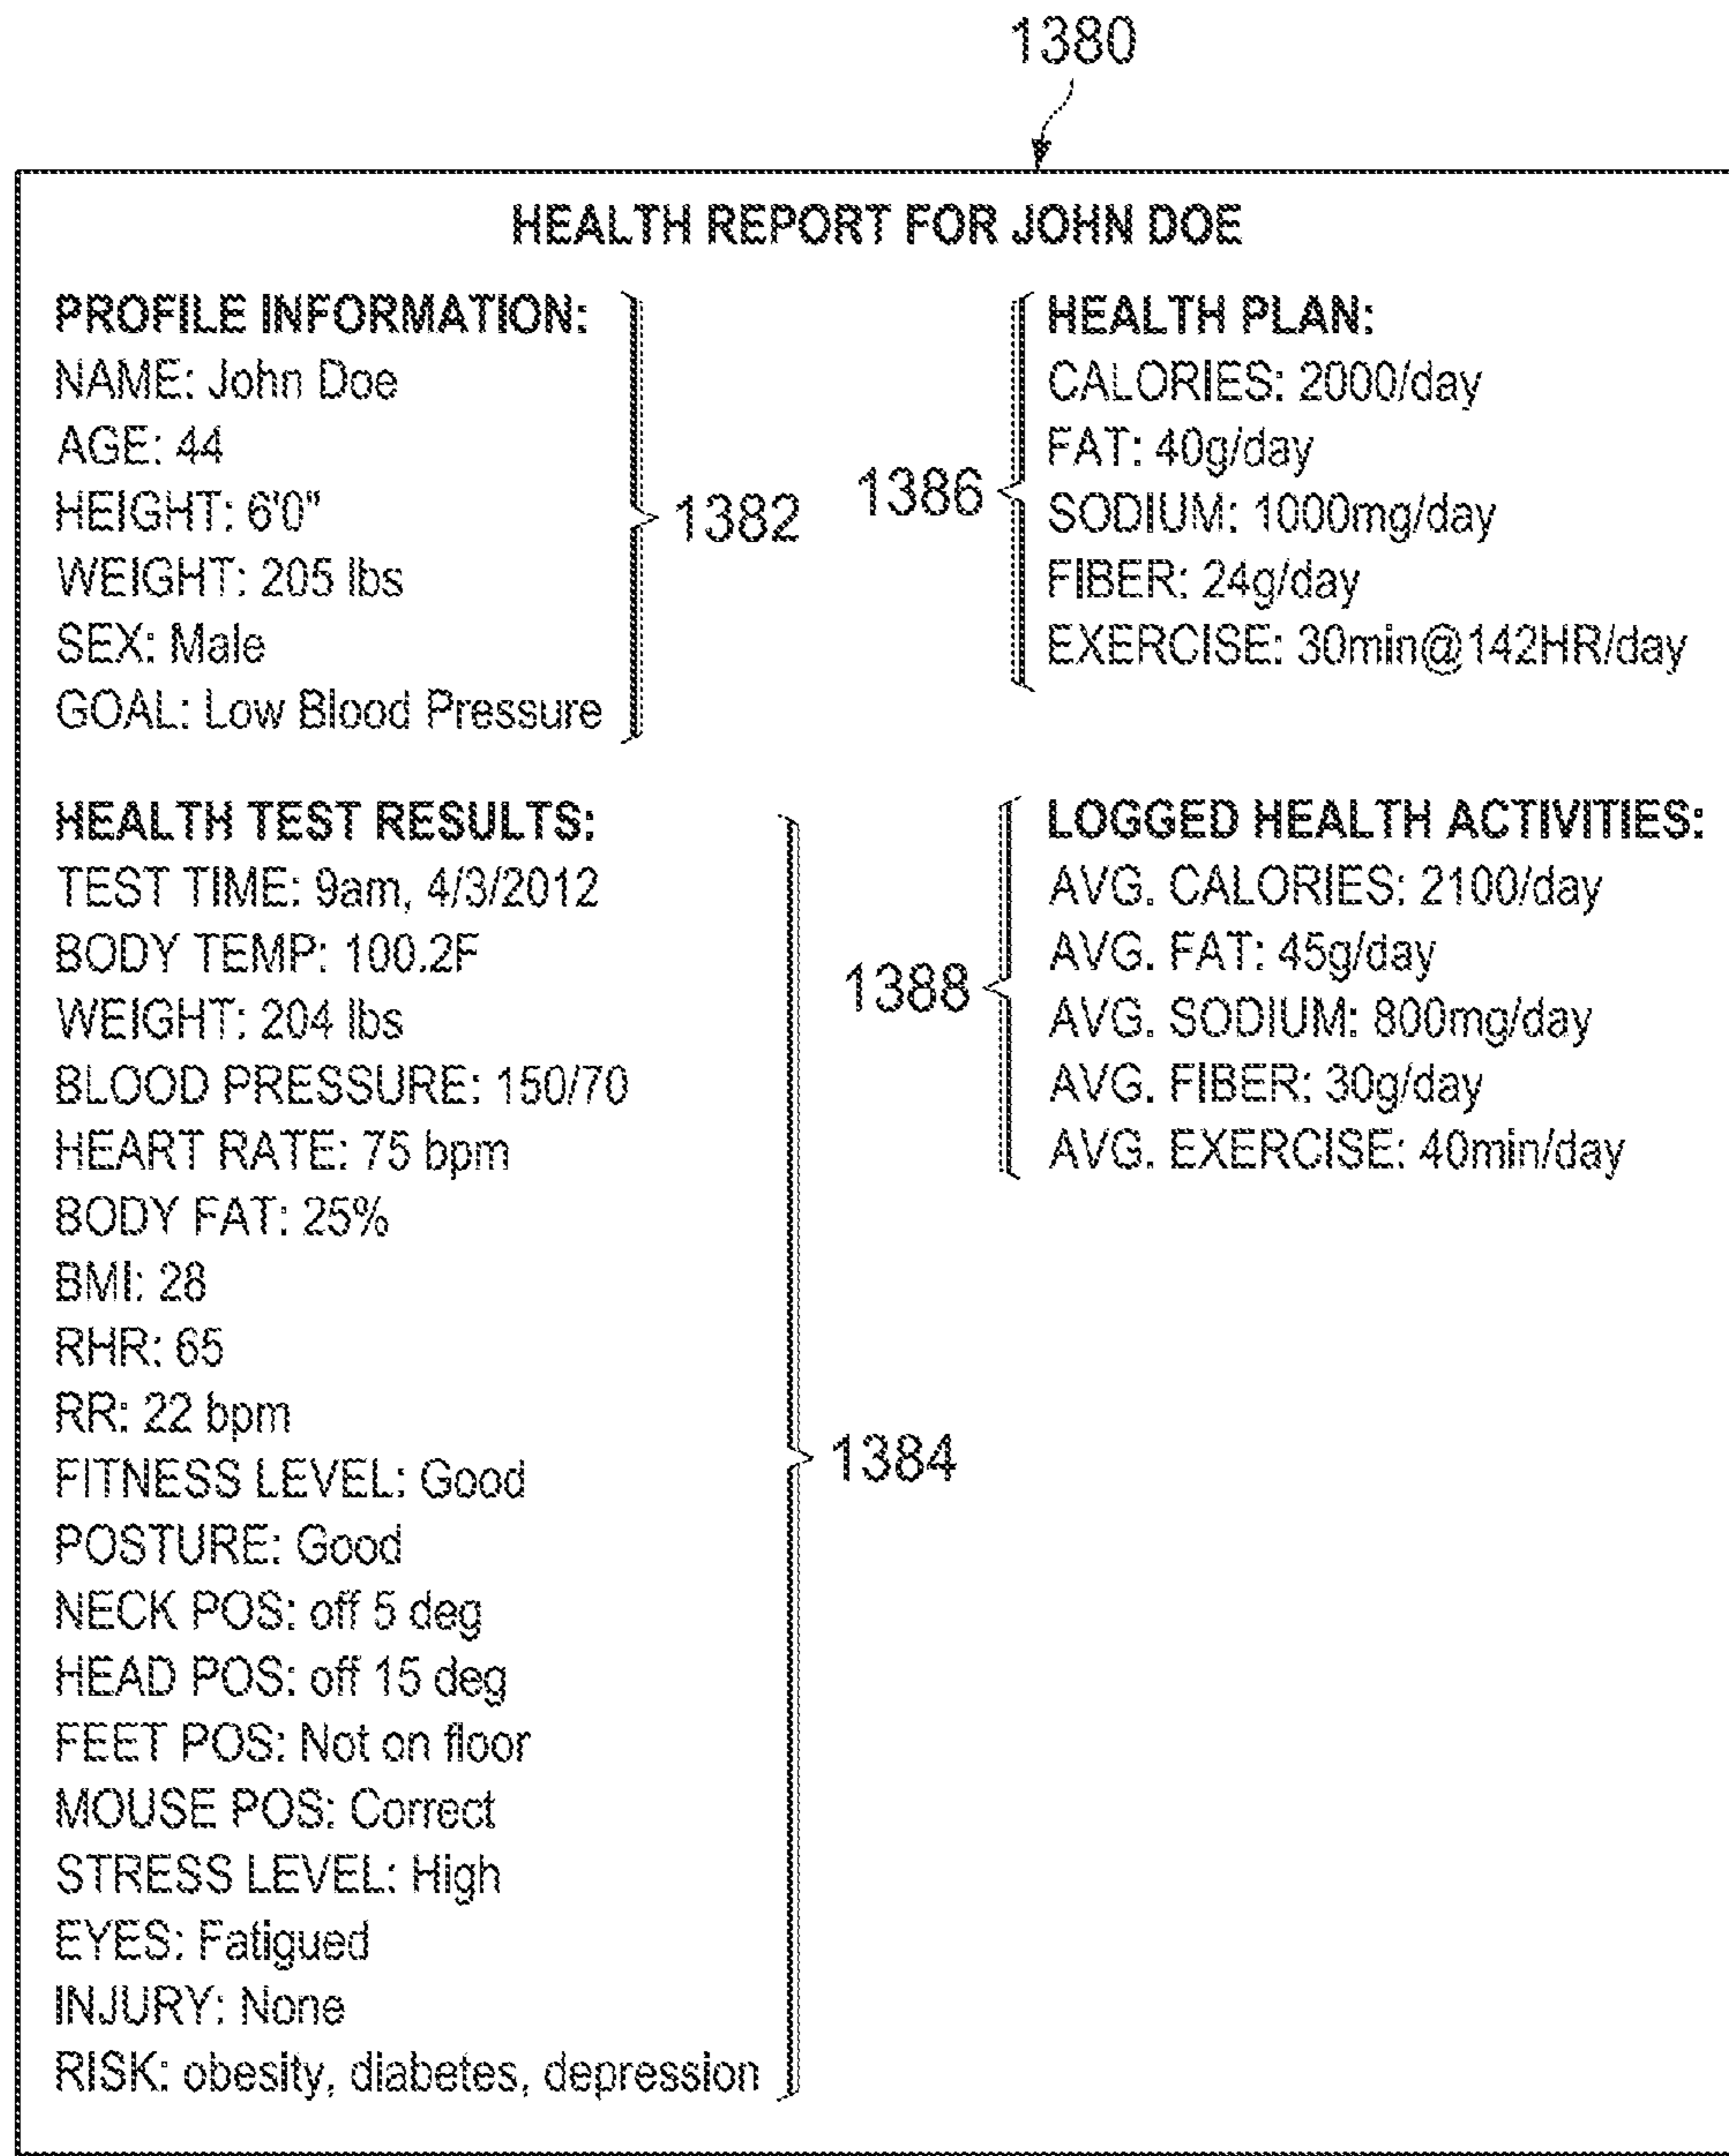 1380
HEALTH REPORT FOR JOHN DOE
PROFILE INFORMATION:
NAME: John Doe
AGE: 44
HEIGHT: 6'0"
WEIGHT: 205 lbs
SEX: Male
GOAL: Low Blood Pressure
1382
1386
HEALTH PLAN:
CALORIES: 2000/day
FAT: 40g/day
SODIUM: 1000mg/day
FIBER: 24g/day
EXERCISE: 30min@142HR/day
HEALTH TEST RESULTS:
TEST TIME: 9am, 4/3/2012
BODY TEMP: 100.2F
WEIGHT: 204 lbs
BLOOD PRESSURE: 150/70
HEART RATE: 75 bpm
BODY FAT: 25%
BMI: 28
RHR: 65
RR: 22 bpm
FITNESS LEVEL: Good
POSTURE: Good
NECK POS: off 5 deg
HEAD POS: off 15 deg
FEET POS: Not on floor
MOUSE POS: Correct
STRESS LEVEL: High
EYES: Fatigued
INJURY: None
RISK: obesity, diabetes, depression
1384
1388
LOGGED HEALTH ACTIVITIES:
AVG. CALORIES: 2100/day
AVG. FAT: 45g/day
AVG. SODIUM: 800mg/day
AVG. FIBER: 30g/day
AVG. EXERCISE: 40min/day